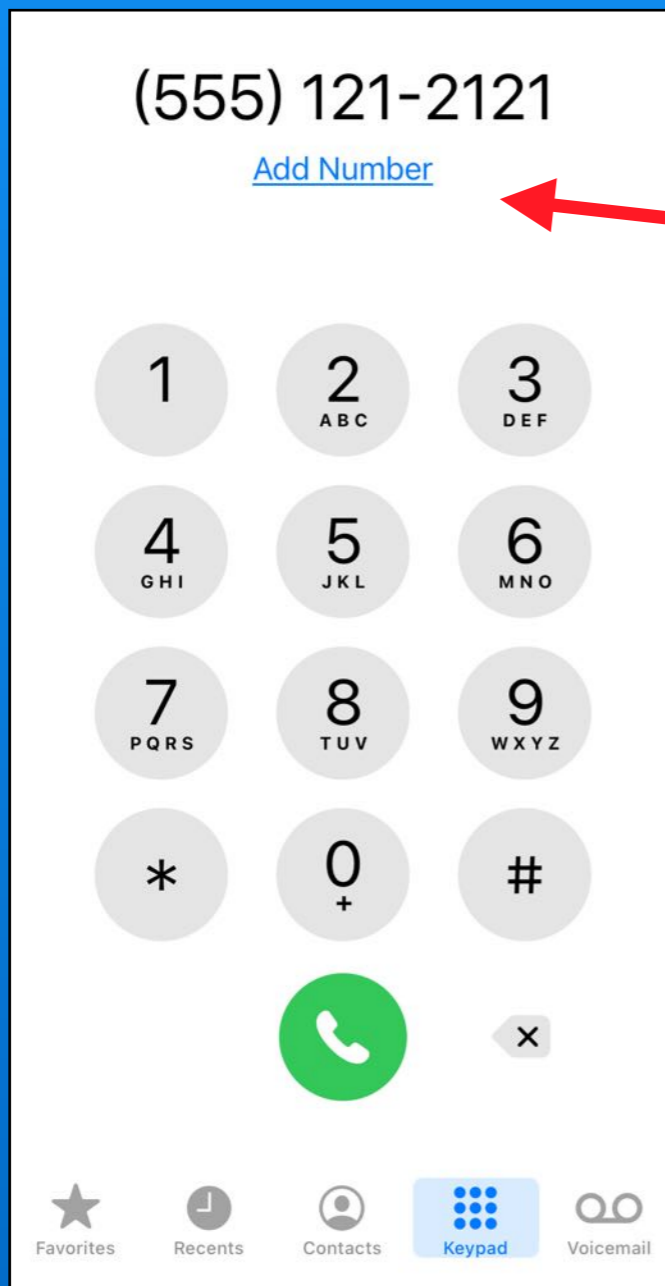 (555) 121-2121
Add Number
1 2 3
ABC DEF
4 5 6
GHI JKL MNO
7 8 9
PQRS TUV WXYZ
* 0 #
+
Favorites Recents Contacts Keypad Voicemail